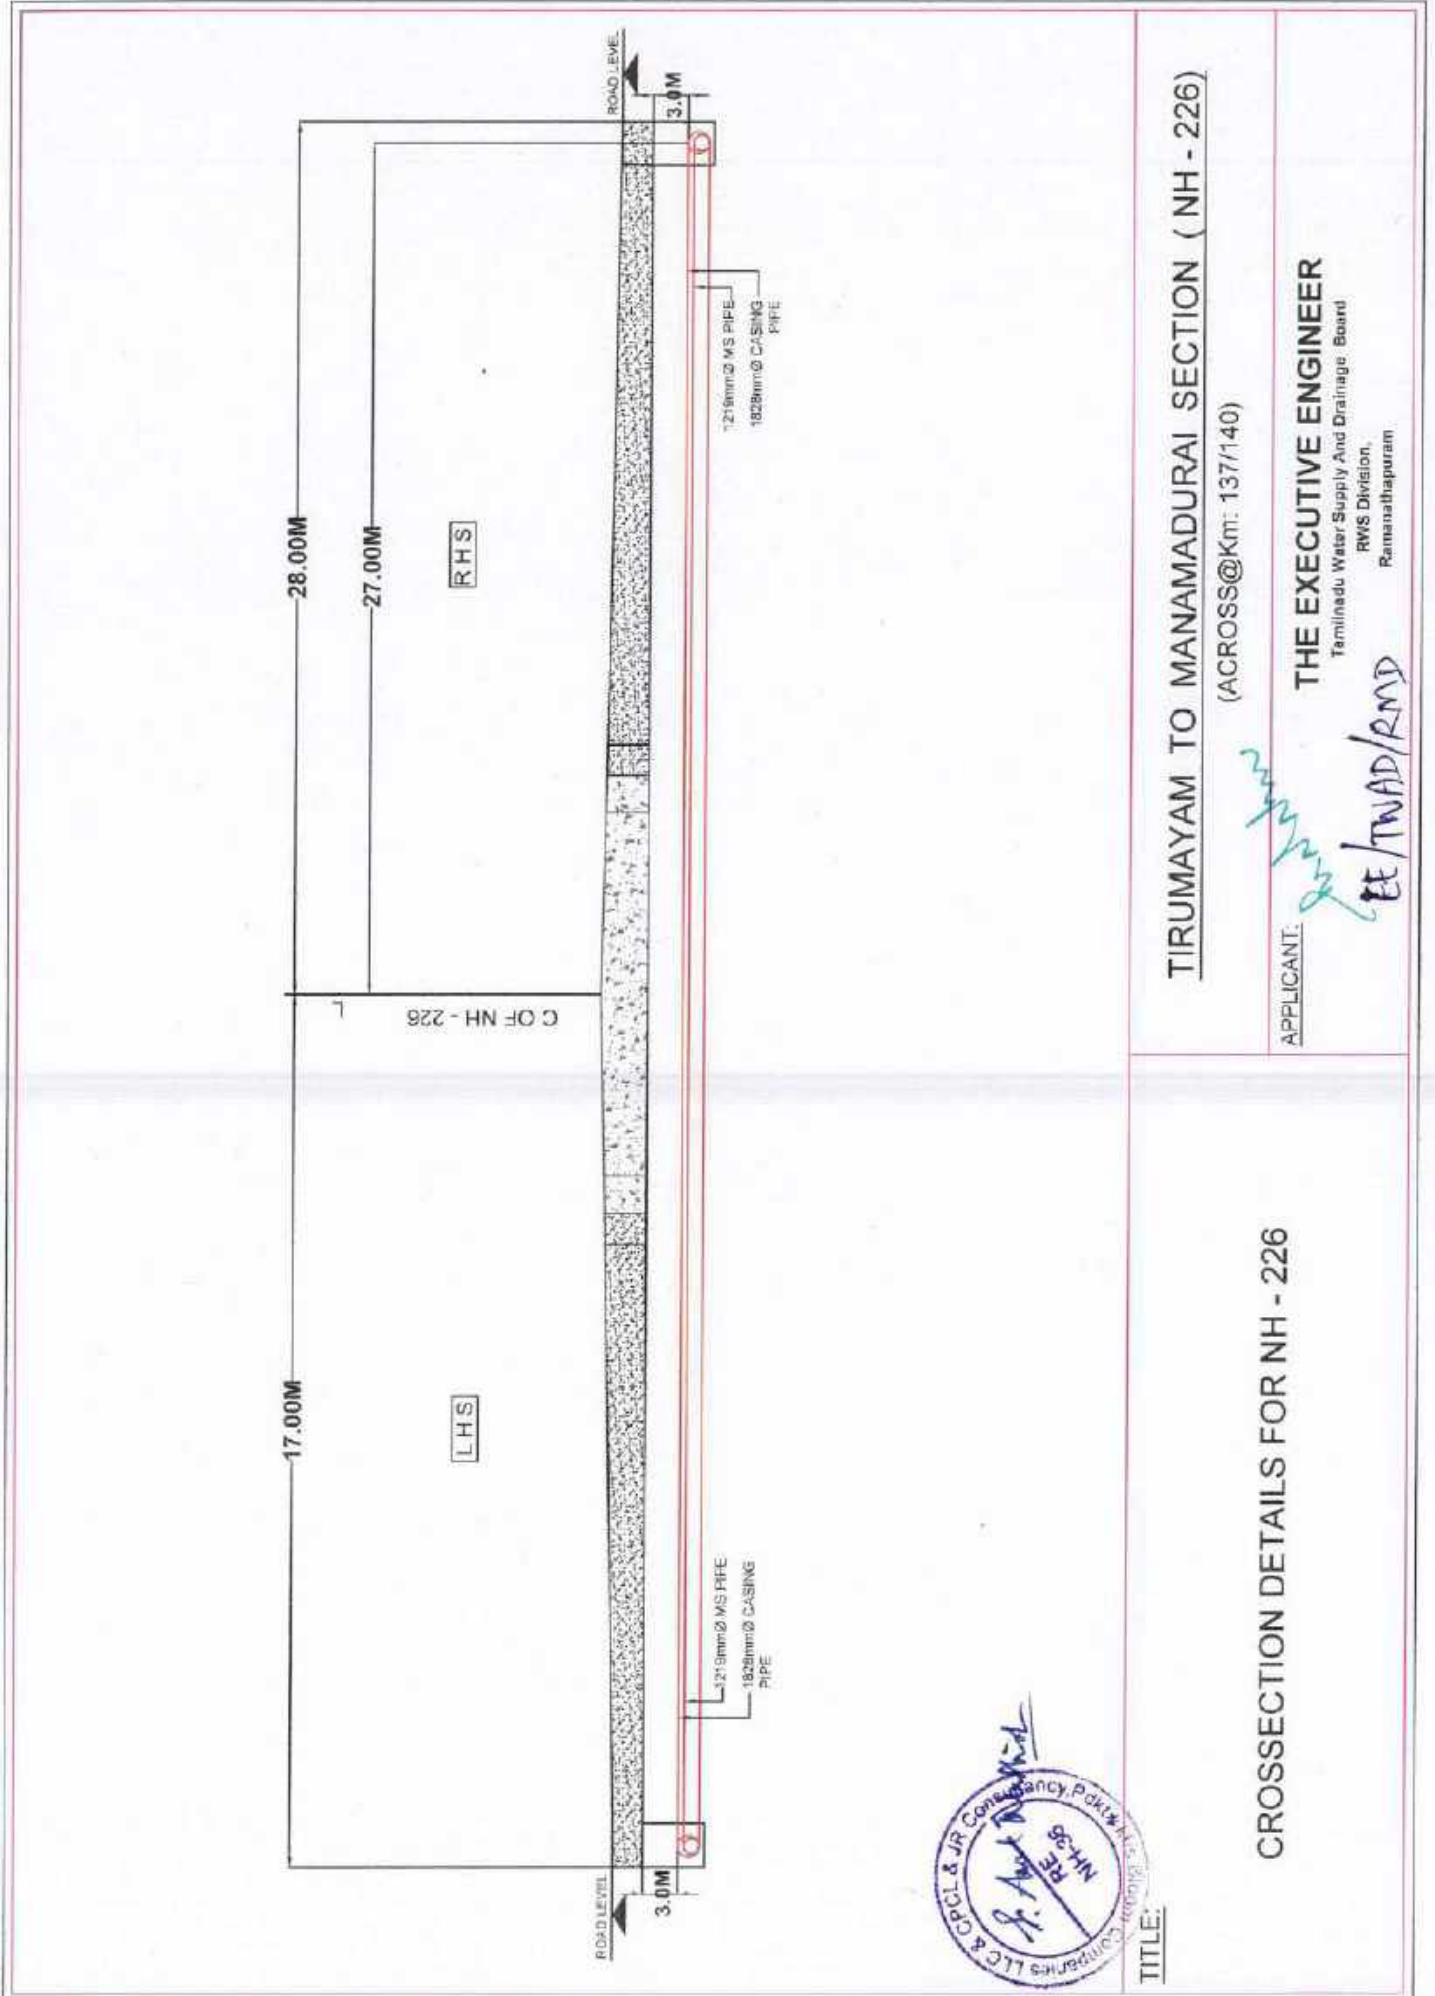 28.00M
17.00M
27.00M
C OF NH - 226
L
LHS
RHS
ROAD LEVEL
ROAD LEVEL
3.0M
3.0M
1219mmØ MS PIPE
1828mmØ CASING
PIPE
1219mmØ MS PIPE
1828mmØ CASING
PIPE
Companies LLC & CPCL & JR Consultancy, Pdkt
RE
NH-36
TITLE:
CROSSECTION DETAILS FOR NH - 226
TIRUMAYAM TO MANAMADURAI SECTION ( NH - 226)
(ACROSS@Km: 137/140)
APPLICANT:
THE EXECUTIVE ENGINEER
Tamilnadu Water Supply And Drainage Board
RWS Division,
Ramanathapuram
EE/TWAD/RMD